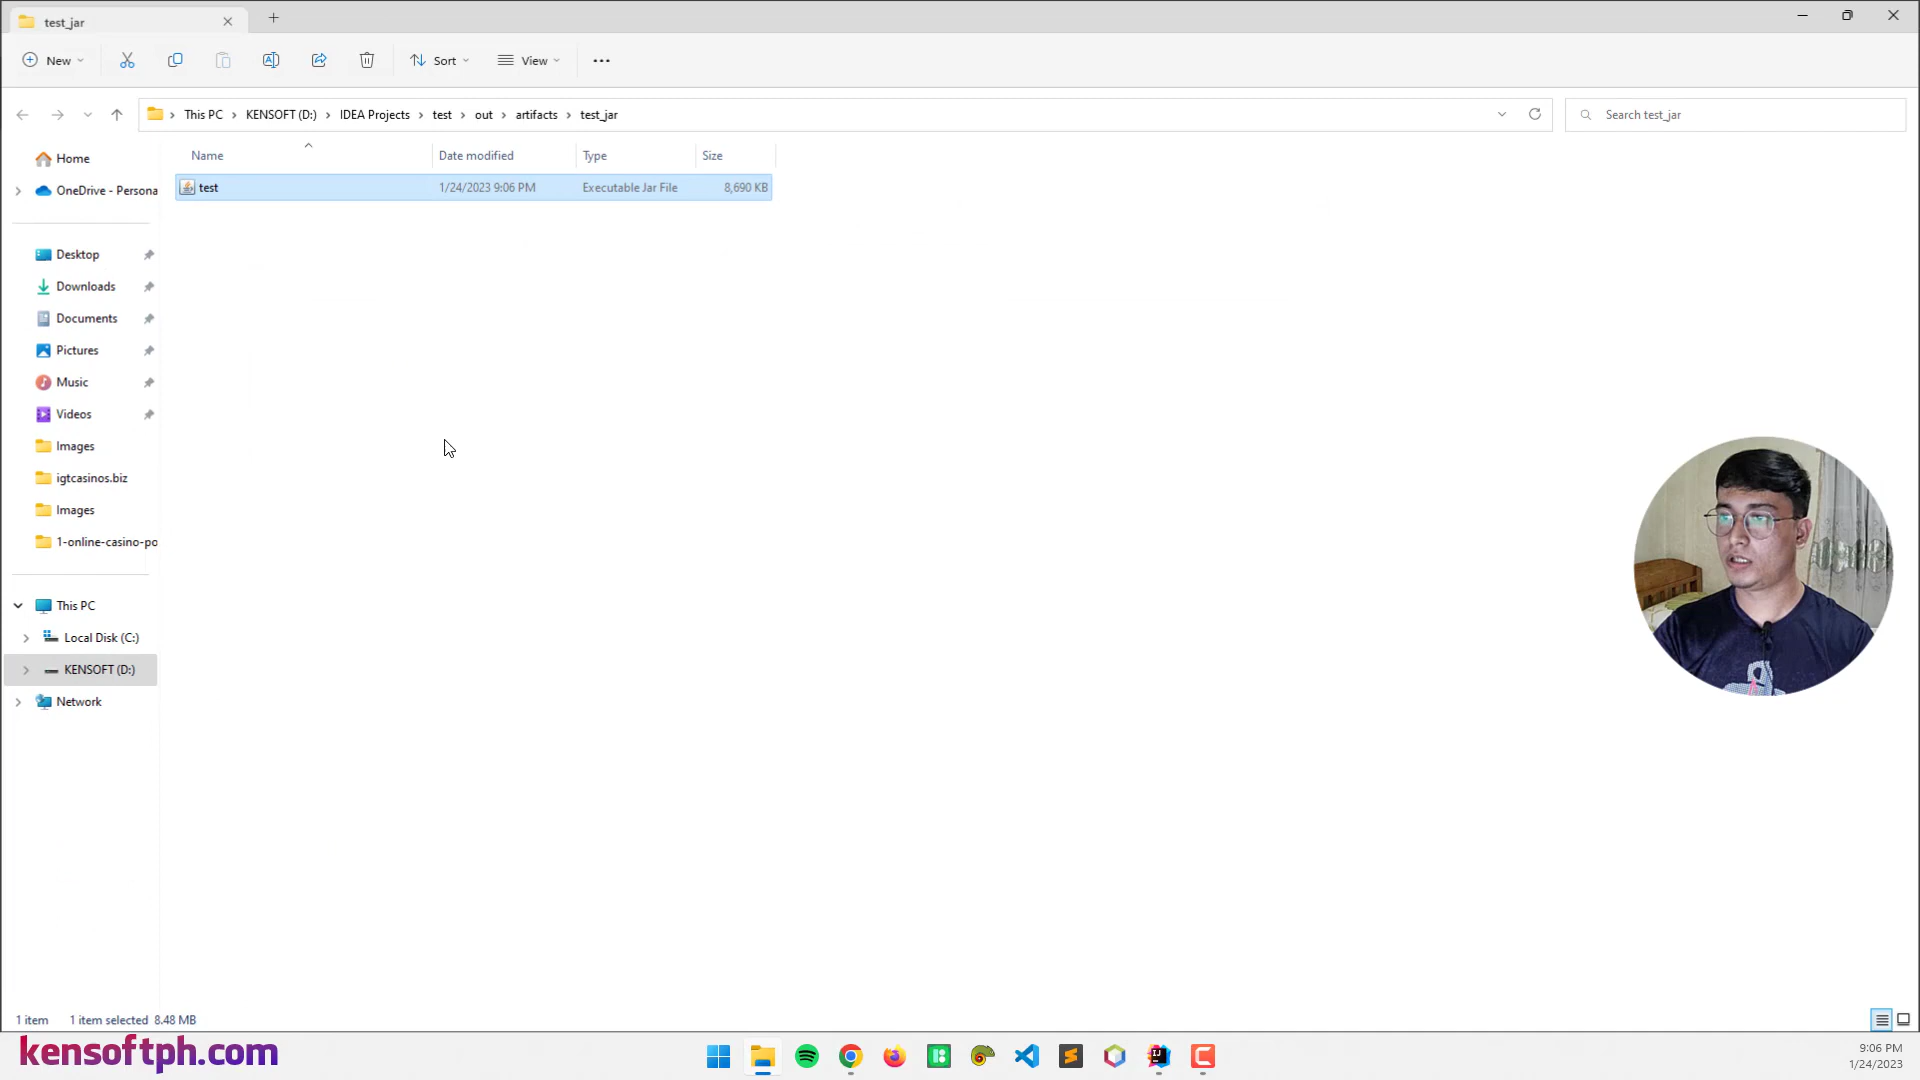 test_jar
New
Sort
View
This PC > KENSOFT (D:) > IDEA Projects > test > out > artifacts > test_jar
Search test_jar
Name Date modified Type Size
test 1/24/2023 9:06 PM Executable Jar File 8,690 KB
Home
OneDrive - Persona
Desktop
Downloads
Documents
Pictures
Music
Videos
Images
igtcasinos.biz
Images
1-online-casino-po
This PC
Local Disk (C:)
KENSOFT (D:)
Network
1 item 1 item selected 8.48 MB
kensoftph.com
9:06 PM
1/24/2023